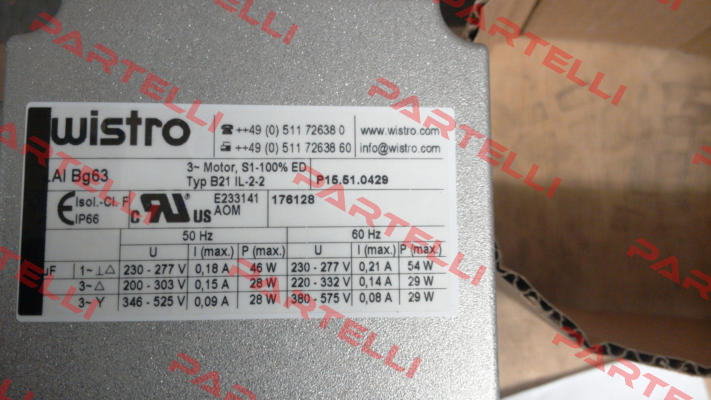 wistro
☎ ++49 (0) 511 72638 0 www.wistro.com
++49 (0) 511 72638 60 info@wistro.com
.AI Bg63 3~ Motor, S1-100% ED
Typ B21 IL-2-2 P15.51.0429
CE Isol.-Cl. F IP66 c RU US E233141 AOM 176128
50 Hz 60 Hz
U I (max.) P (max.) U I (max.) P (max.)
µF 1~ ⊥ △ 230 - 277 V 0,18 A 46 W 230 - 277 V 0,21 A 54 W
3~ △ 200 - 303 V 0,15 A 28 W 220 - 332 V 0,14 A 29 W
3~ Y 346 - 525 V 0,09 A 28 W 380 - 575 V 0,08 A 29 W
PARTELLI
PARTELLI
PARTELLI
PARTELLI
PARTELLI
PARTELLI
PARTELLI